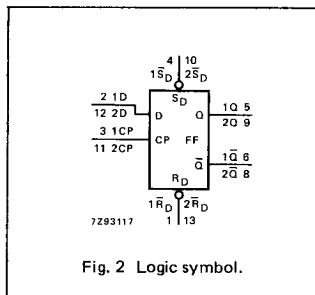 4 10
1S̅D 2S̅D
2 1D
12 2D
SD
D Q
1Q 5
2Q 9
3 1CP
11 2CP
CP FF
Q̅
1Q̅ 6
2Q̅ 8
RD
1R̅D 2R̅D
7Z93117
1 13
Fig. 2 Logic symbol.